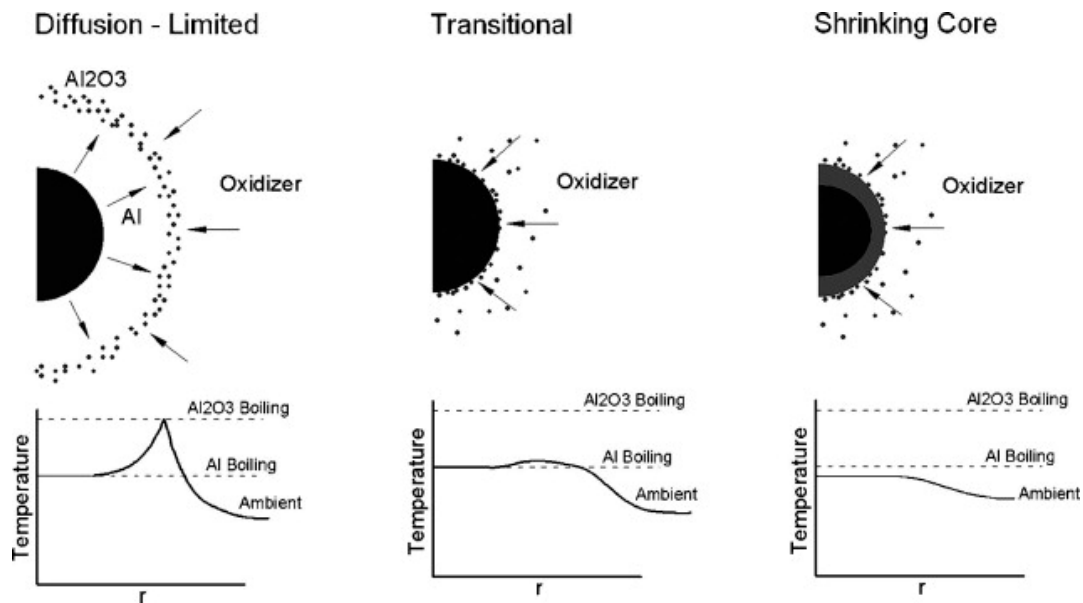 Diffusion - Limited
Al2O3
Oxidizer
Al
Al2O3 Boiling
Al Boiling
Ambient
Temperature
r
Transitional
Oxidizer
Al2O3 Boiling
Al Boiling
Ambient
Temperature
r
Shrinking Core
Oxidizer
Al2O3 Boiling
Al Boiling
Ambient
Temperature
r